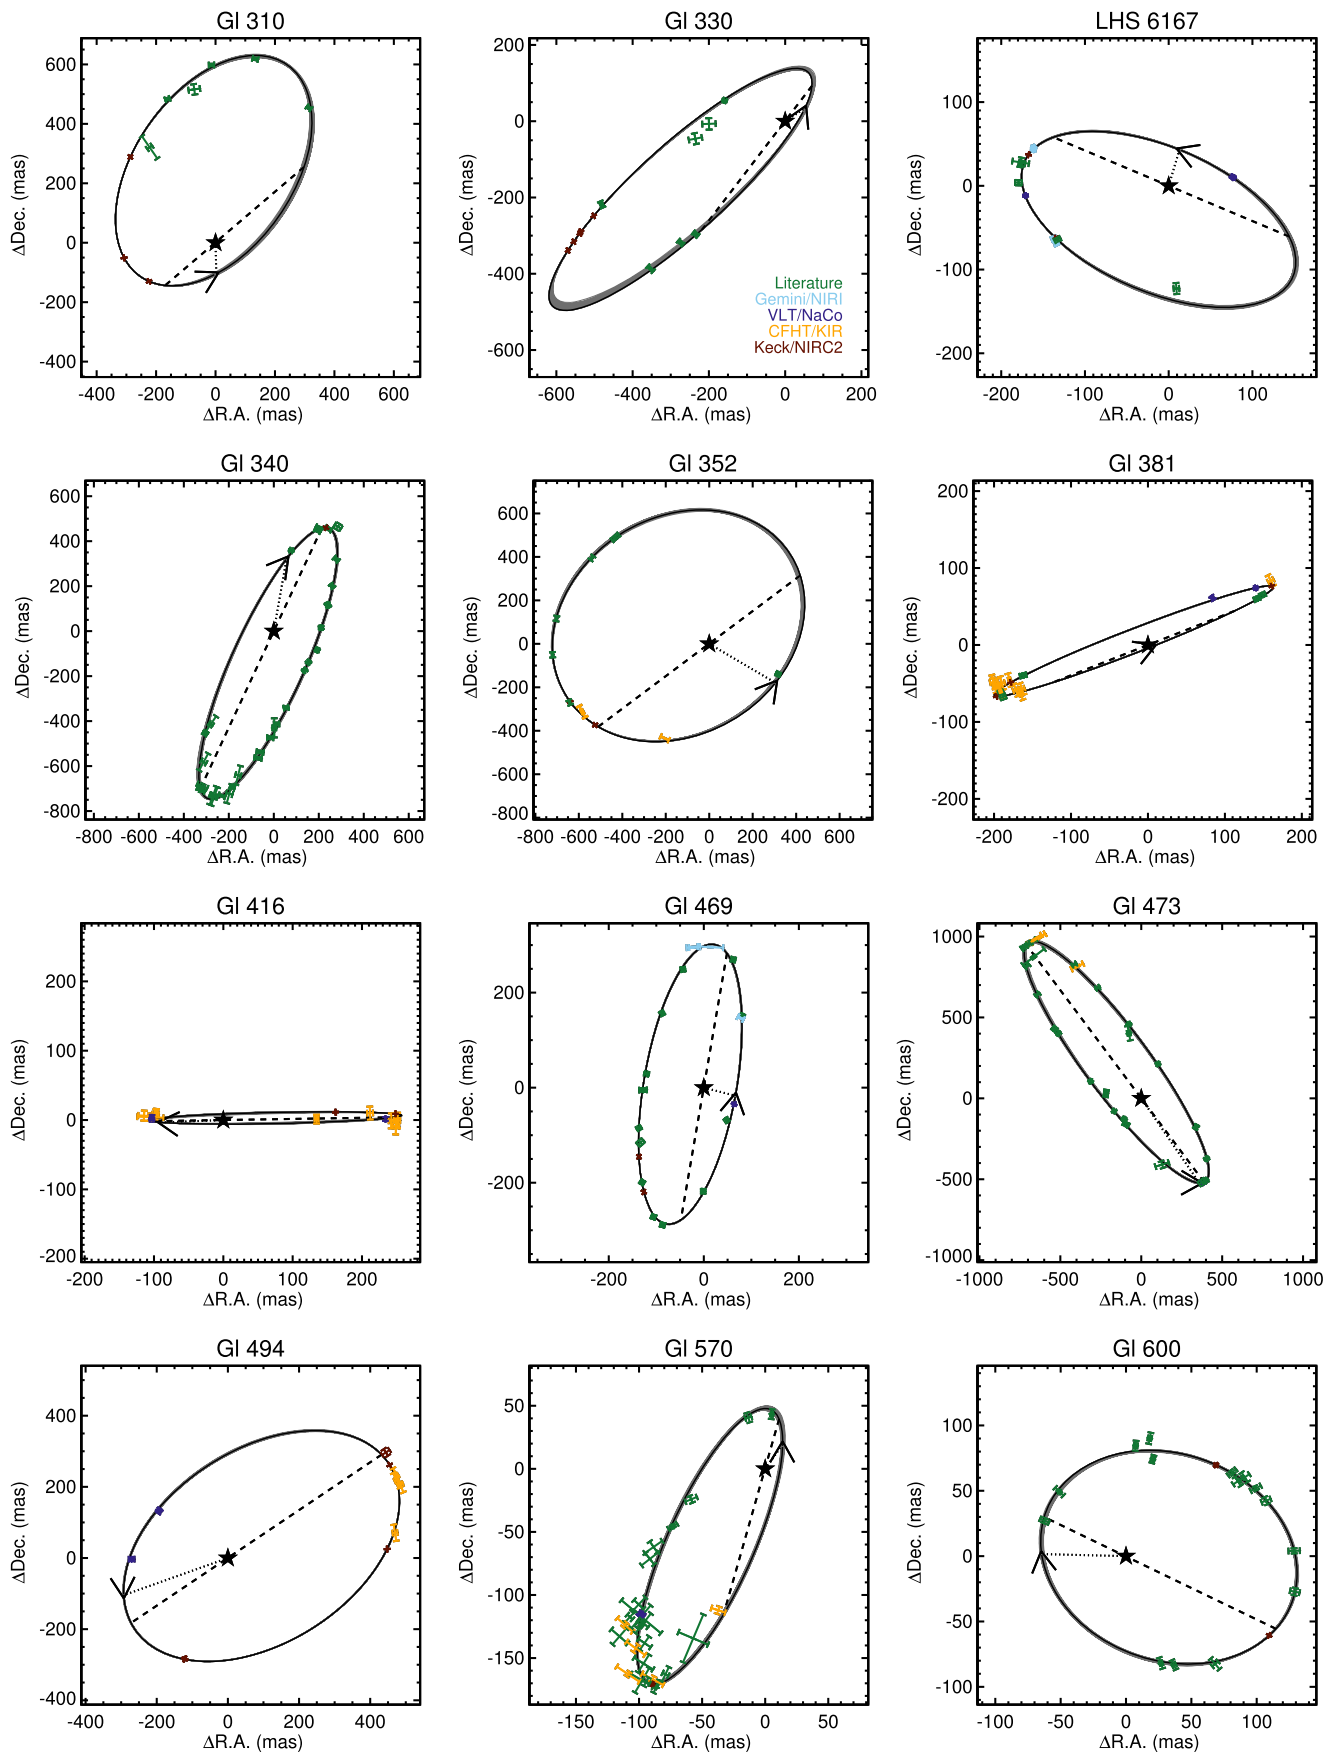 Gl 310
Gl 330
LHS 6167
600
400
200
0
-200
-400
ΔDec. (mas)
-400 -200 0 200 400 600
ΔR.A. (mas)
200
0
-200
-400
-600
ΔDec. (mas)
Literature
Gemini/NIRI
VLT/NaCo
CFHT/KIR
Keck/NIRC2
-600 -400 -200 0 200
ΔR.A. (mas)
100
0
-100
-200
ΔDec. (mas)
-200 -100 0 100
ΔR.A. (mas)
Gl 340
Gl 352
Gl 381
600
400
200
0
-200
-400
-600
-800
ΔDec. (mas)
-800 -600 -400 -200 0 200 400 600
ΔR.A. (mas)
600
400
200
0
-200
-400
-600
-800
ΔDec. (mas)
-800 -600 -400 -200 0 200 400 600
ΔR.A. (mas)
200
100
0
-100
-200
ΔDec. (mas)
-200 -100 0 100 200
ΔR.A. (mas)
Gl 416
Gl 469
Gl 473
200
100
0
-100
-200
ΔDec. (mas)
-200 -100 0 100 200
ΔR.A. (mas)
200
0
-200
ΔDec. (mas)
-200 0 200
ΔR.A. (mas)
1000
500
0
-500
-1000
ΔDec. (mas)
-1000 -500 0 500 1000
ΔR.A. (mas)
Gl 494
Gl 570
Gl 600
400
200
0
-200
-400
ΔDec. (mas)
-400 -200 0 200 400
ΔR.A. (mas)
50
0
-50
-100
-150
ΔDec. (mas)
-150 -100 -50 0 50
ΔR.A. (mas)
100
50
0
-50
-100
ΔDec. (mas)
-100 -50 0 50 100
ΔR.A. (mas)